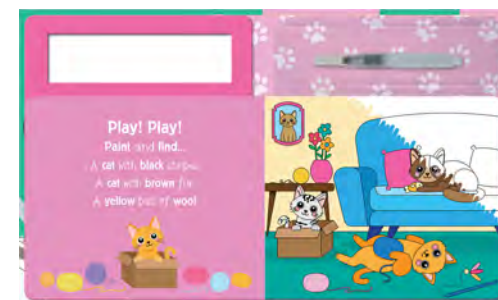 Play! Play!
Paint and find...
A cat with black stripes
A cat with brown fur
A yellow ball of wool